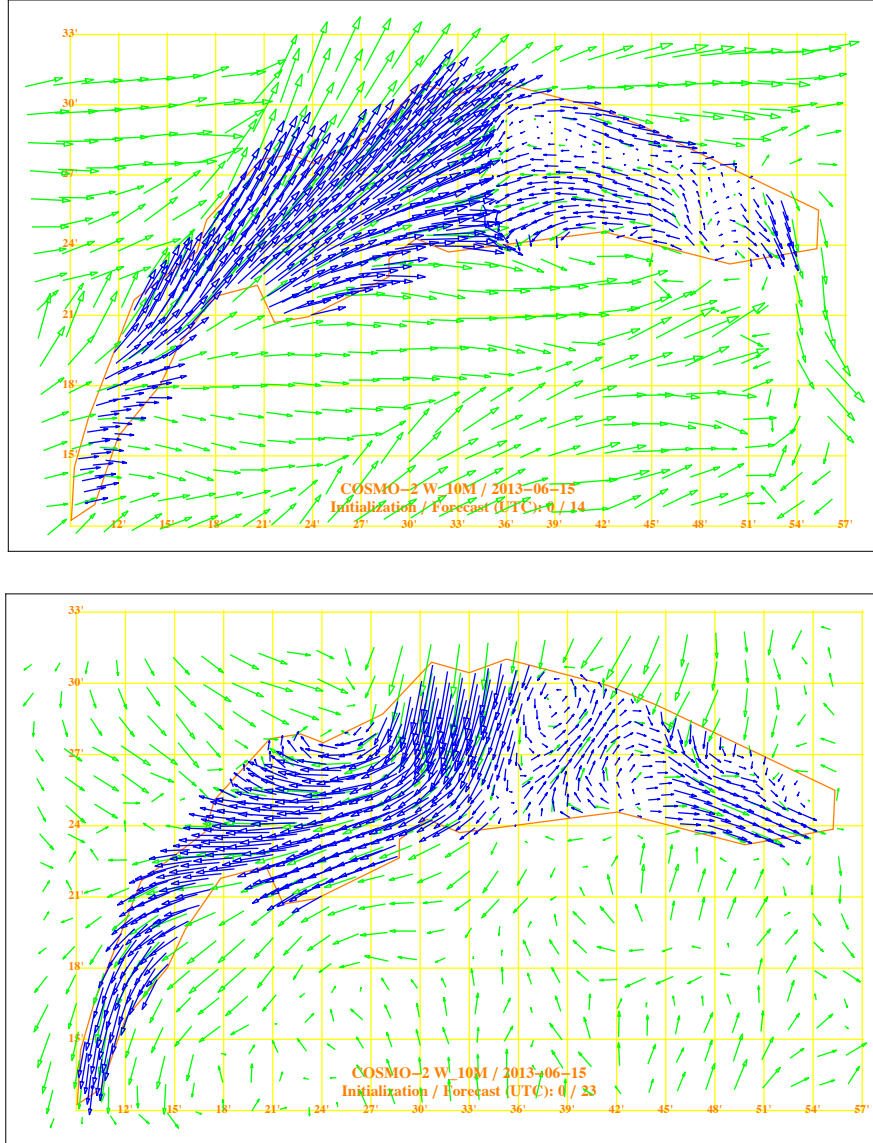 33'
30'
27'
24'
21'
18'
15'
COSMO−2 W_10M / 2013−06−15
Initialization / Forecast (UTC): 0 / 14
12' 15' 18' 21' 24' 27' 30' 33' 36' 39' 42' 45' 48' 51' 54' 57'
33'
30'
27'
24'
21'
18'
15'
COSMO−2 W_10M / 2013−06−15
Initialization / Forecast (UTC): 0 / 23
12' 15' 18' 21' 24' 27' 30' 33' 36' 39' 42' 45' 48' 51' 54' 57'